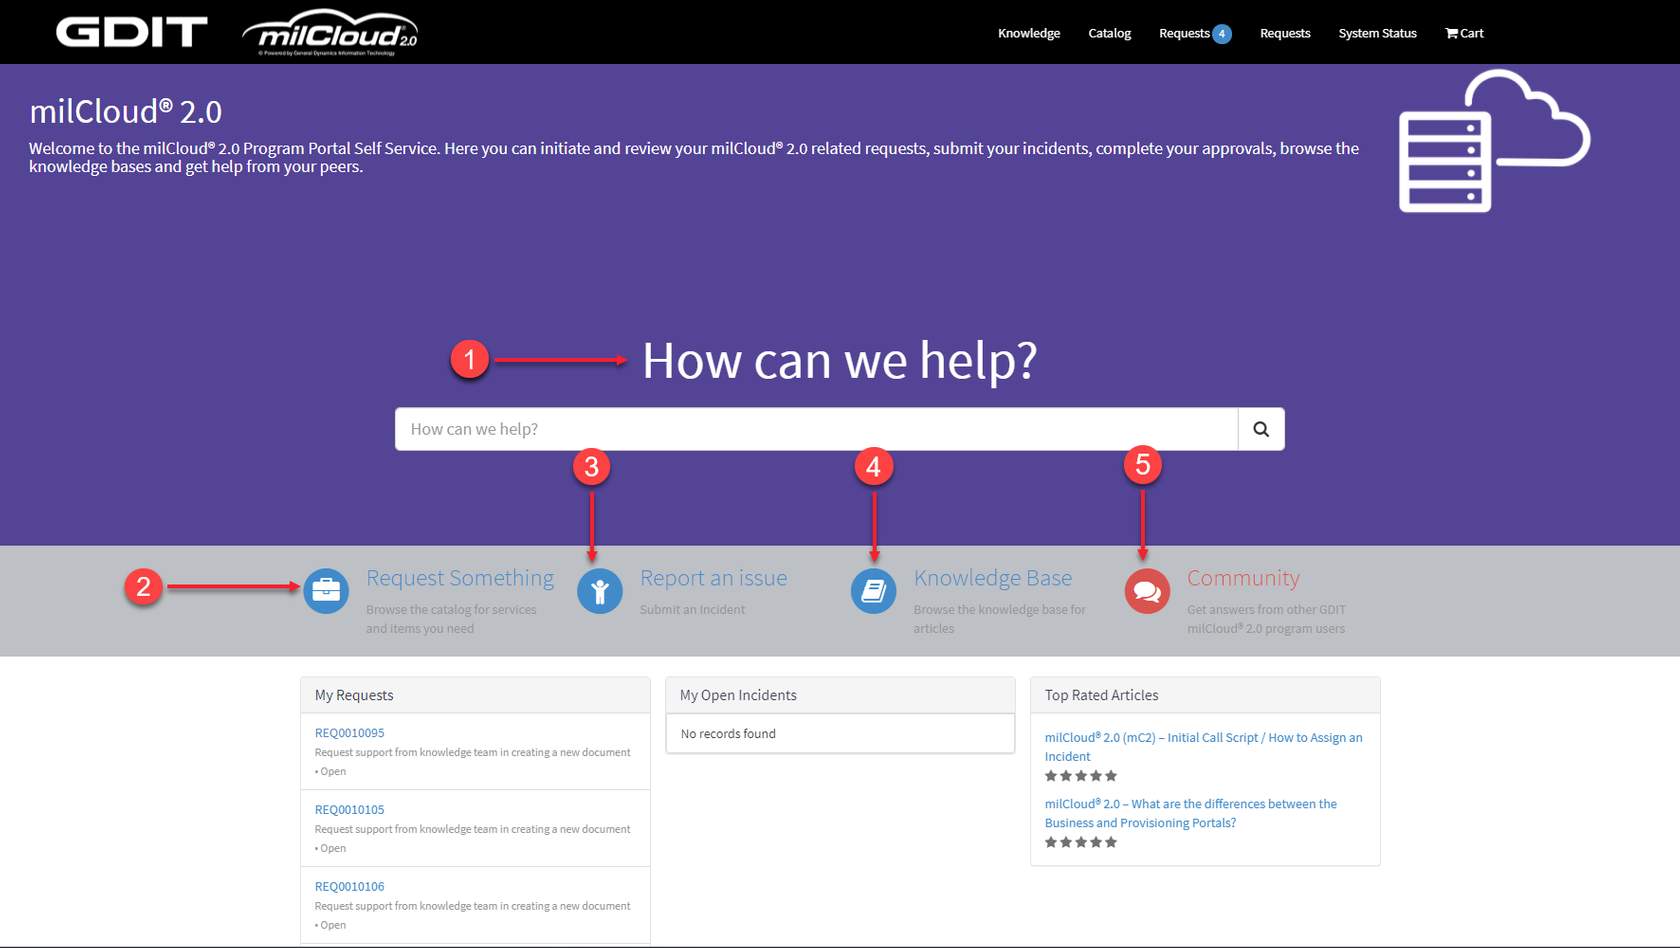 GDIT
milCloud® 2.0
© Powered by General Dynamics Information Technology
Knowledge
Catalog
Requests 4
Requests
System Status
Cart
milCloud® 2.0
Welcome to the milCloud® 2.0 Program Portal Self Service. Here you can initiate and review your milCloud® 2.0 related requests, submit your incidents, complete your approvals, browse the
knowledge bases and get help from your peers.
1
How can we help?
How can we help?
3
4
5
2
Request Something
Browse the catalog for services
and items you need
Report an issue
Submit an Incident
Knowledge Base
Browse the knowledge base for
articles
Community
Get answers from other GDIT
milCloud® 2.0 program users
My Requests
REQ0010095
Request support from knowledge team in creating a new document
• Open
REQ0010105
Request support from knowledge team in creating a new document
• Open
REQ0010106
Request support from knowledge team in creating a new document
• Open
My Open Incidents
No records found
Top Rated Articles
milCloud® 2.0 (mC2) – Initial Call Script / How to Assign an
Incident
milCloud® 2.0 – What are the differences between the
Business and Provisioning Portals?